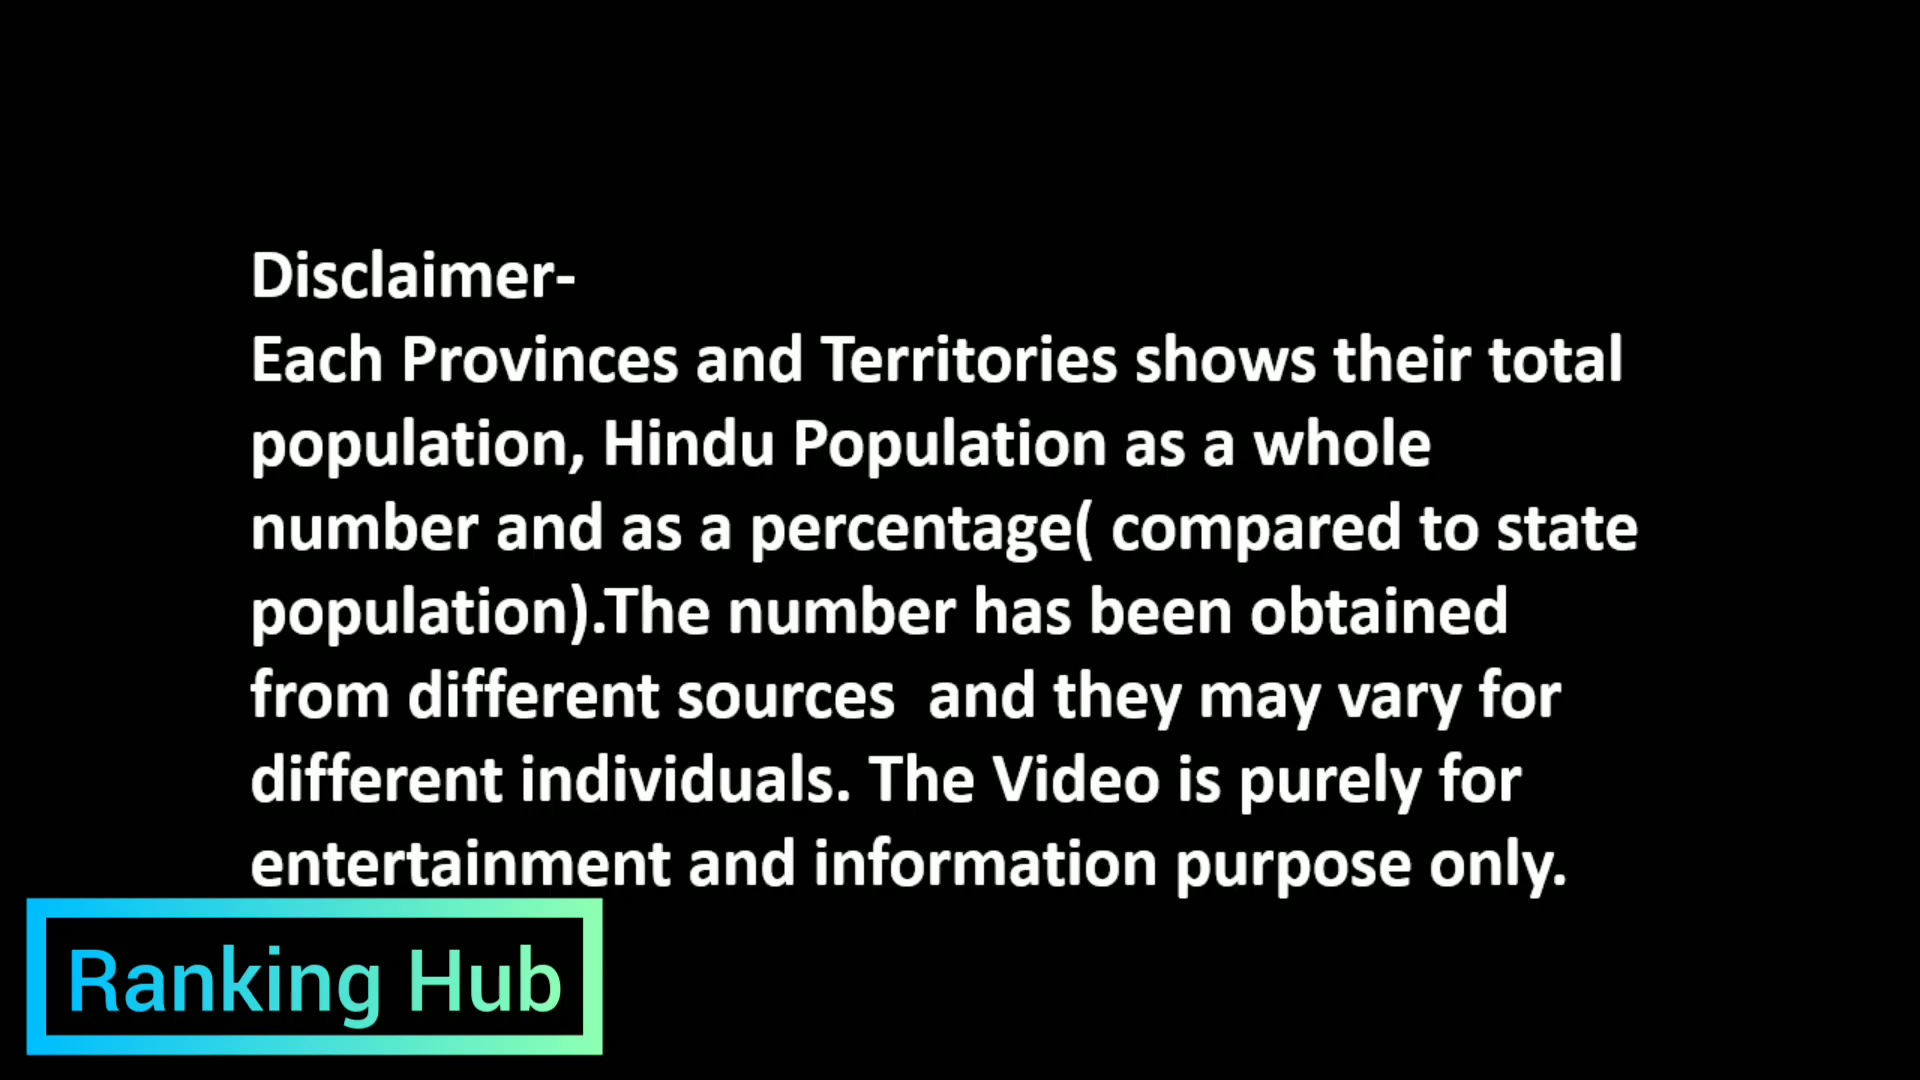 Disclaimer-
Each Provinces and Territories shows their total
population, Hindu Population as a whole
number and as a percentage( compared to state
population).The number has been obtained
from different sources  and they may vary for
different individuals. The Video is purely for
entertainment and information purpose only.
Ranking Hub